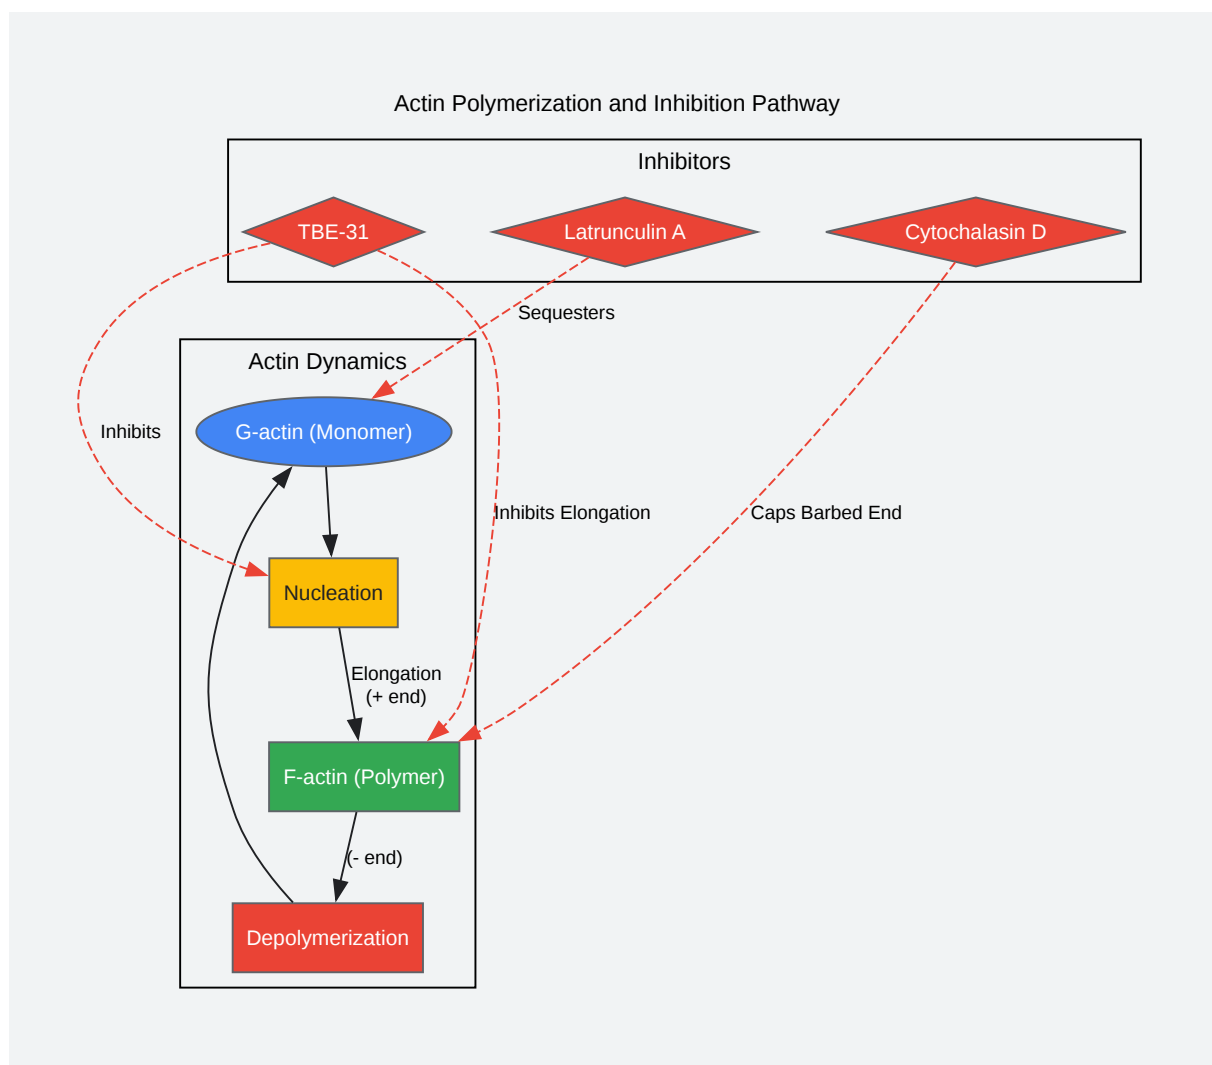 Actin Polymerization and Inhibition Pathway
Inhibitors
TBE-31
Latrunculin A
Cytochalasin D
Sequesters
Actin Dynamics
G-actin (Monomer)
Inhibits
Inhibits Elongation
Caps Barbed End
Nucleation
Elongation
(+ end)
F-actin (Polymer)
(- end)
Depolymerization